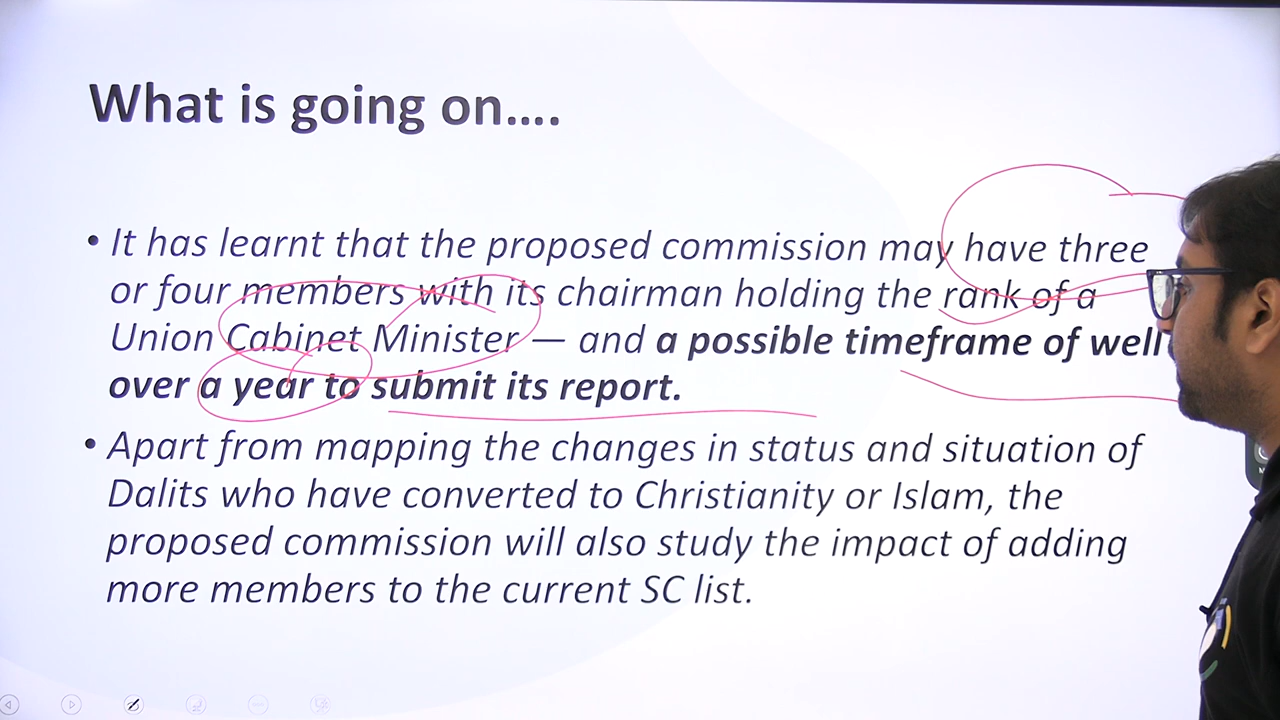 What is going on....
• It has learnt that the proposed commission may have three
or four members with its chairman holding the rank of a
Union Cabinet Minister — and a possible timeframe of well
over a year to submit its report.
• Apart from mapping the changes in status and situation of
Dalits who have converted to Christianity or Islam, the
proposed commission will also study the impact of adding
more members to the current SC list.